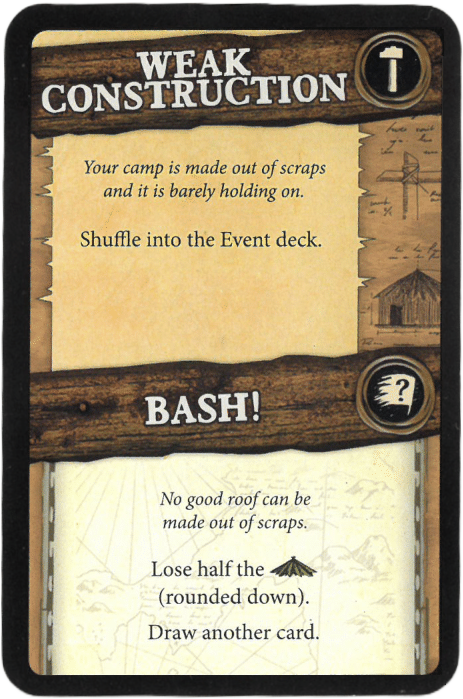 WEAK
CONSTRUCTION
Your camp is made out of scraps
and it is barely holding on.
Shuffle into the Event deck.
BASH!
?
No good roof can be
made out of scraps.
Lose half the
(rounded down).
Draw another card.